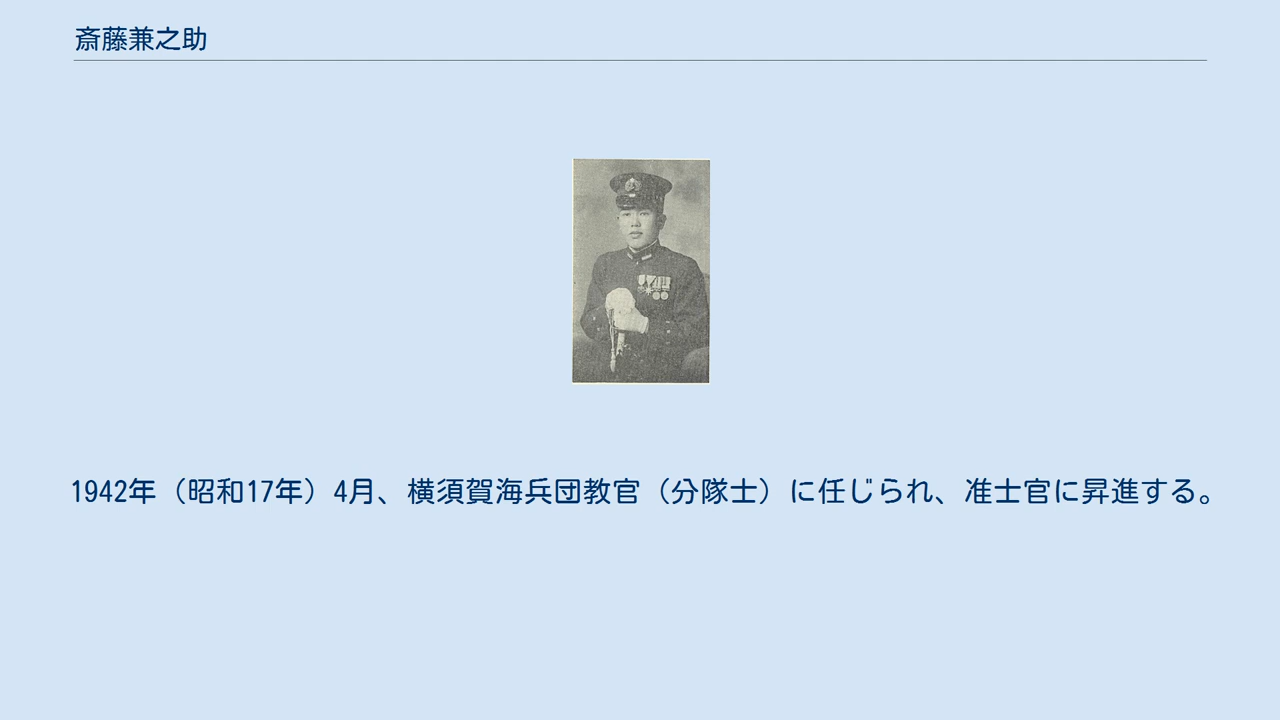 斎藤兼之助
1942年（昭和17年）4月、横須賀海兵団教官（分隊士）に任じられ、准士官に昇進する。